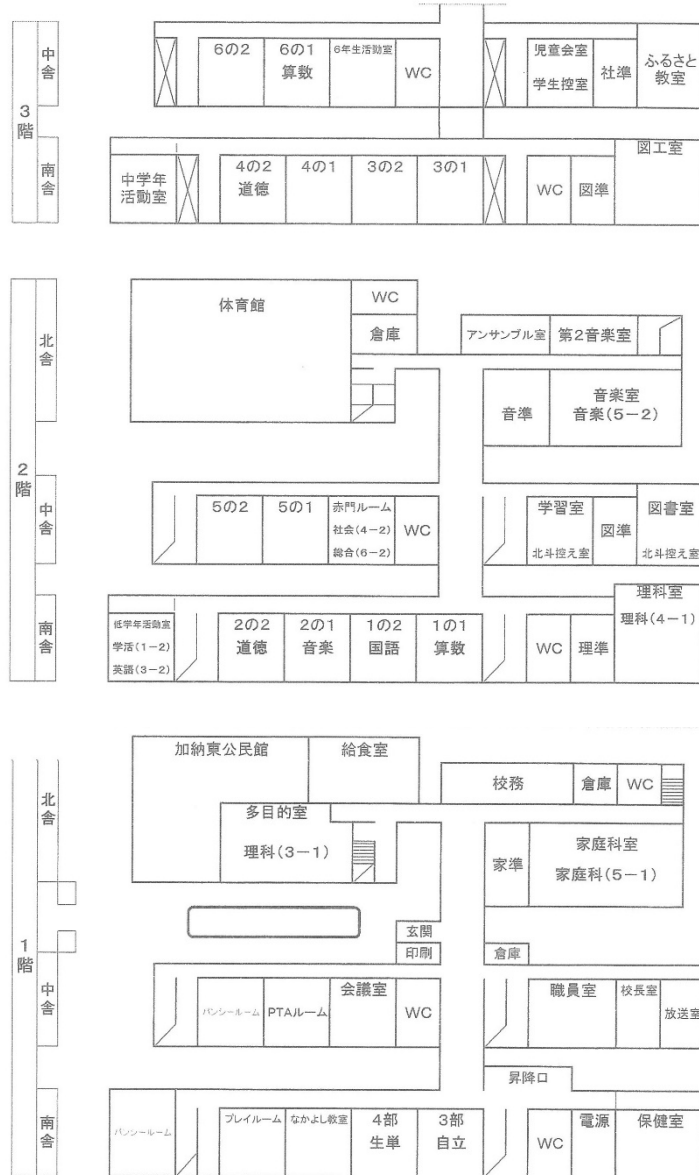 3階
中舎
6の2
6の1
算数
6年生活動室
WC
児童会室
学生控室
社準
ふるさと
教室
南舎
中学年
活動室
4の2
道徳
4の1
3の2
3の1
WC
図準
図工室
2階
北舎
体育館
WC
倉庫
アンサンブル室
第2音楽室
音準
音楽室
音楽(5−2)
中舎
5の2
5の1
赤門ルーム
社会(4−2)
総合(6−2)
WC
学習室
北斗控え室
図準
図書室
北斗控え室
南舎
低学年活動室
学活(1−2)
英語(3−2)
2の2
道徳
2の1
音楽
1の2
国語
1の1
算数
WC
理準
理科室
理科(4−1)
1階
北舎
加納東公民館
給食室
校務
倉庫
WC
多目的室
理科(3−1)
家準
家庭科室
家庭科(5−1)
玄関
印刷
倉庫
中舎
パンジールーム
PTAルーム
会議室
WC
職員室
校長室
放送室
昇降口
南舎
パンジールーム
プレイルーム
なかよし教室
4部
生単
3部
自立
WC
電源
保健室